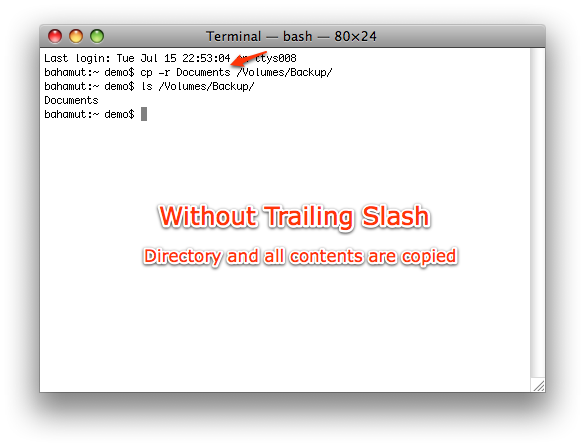 Terminal — bash — 80×24
Last login: Tue Jul 15 22:53:04 ttys008
bahamut:~ demo$ cp -r Documents /Volumes/Backup/
bahamut:~ demo$ ls /Volumes/Backup/
Documents
bahamut:~ demo$
Without Trailing Slash
Directory and all contents are copied